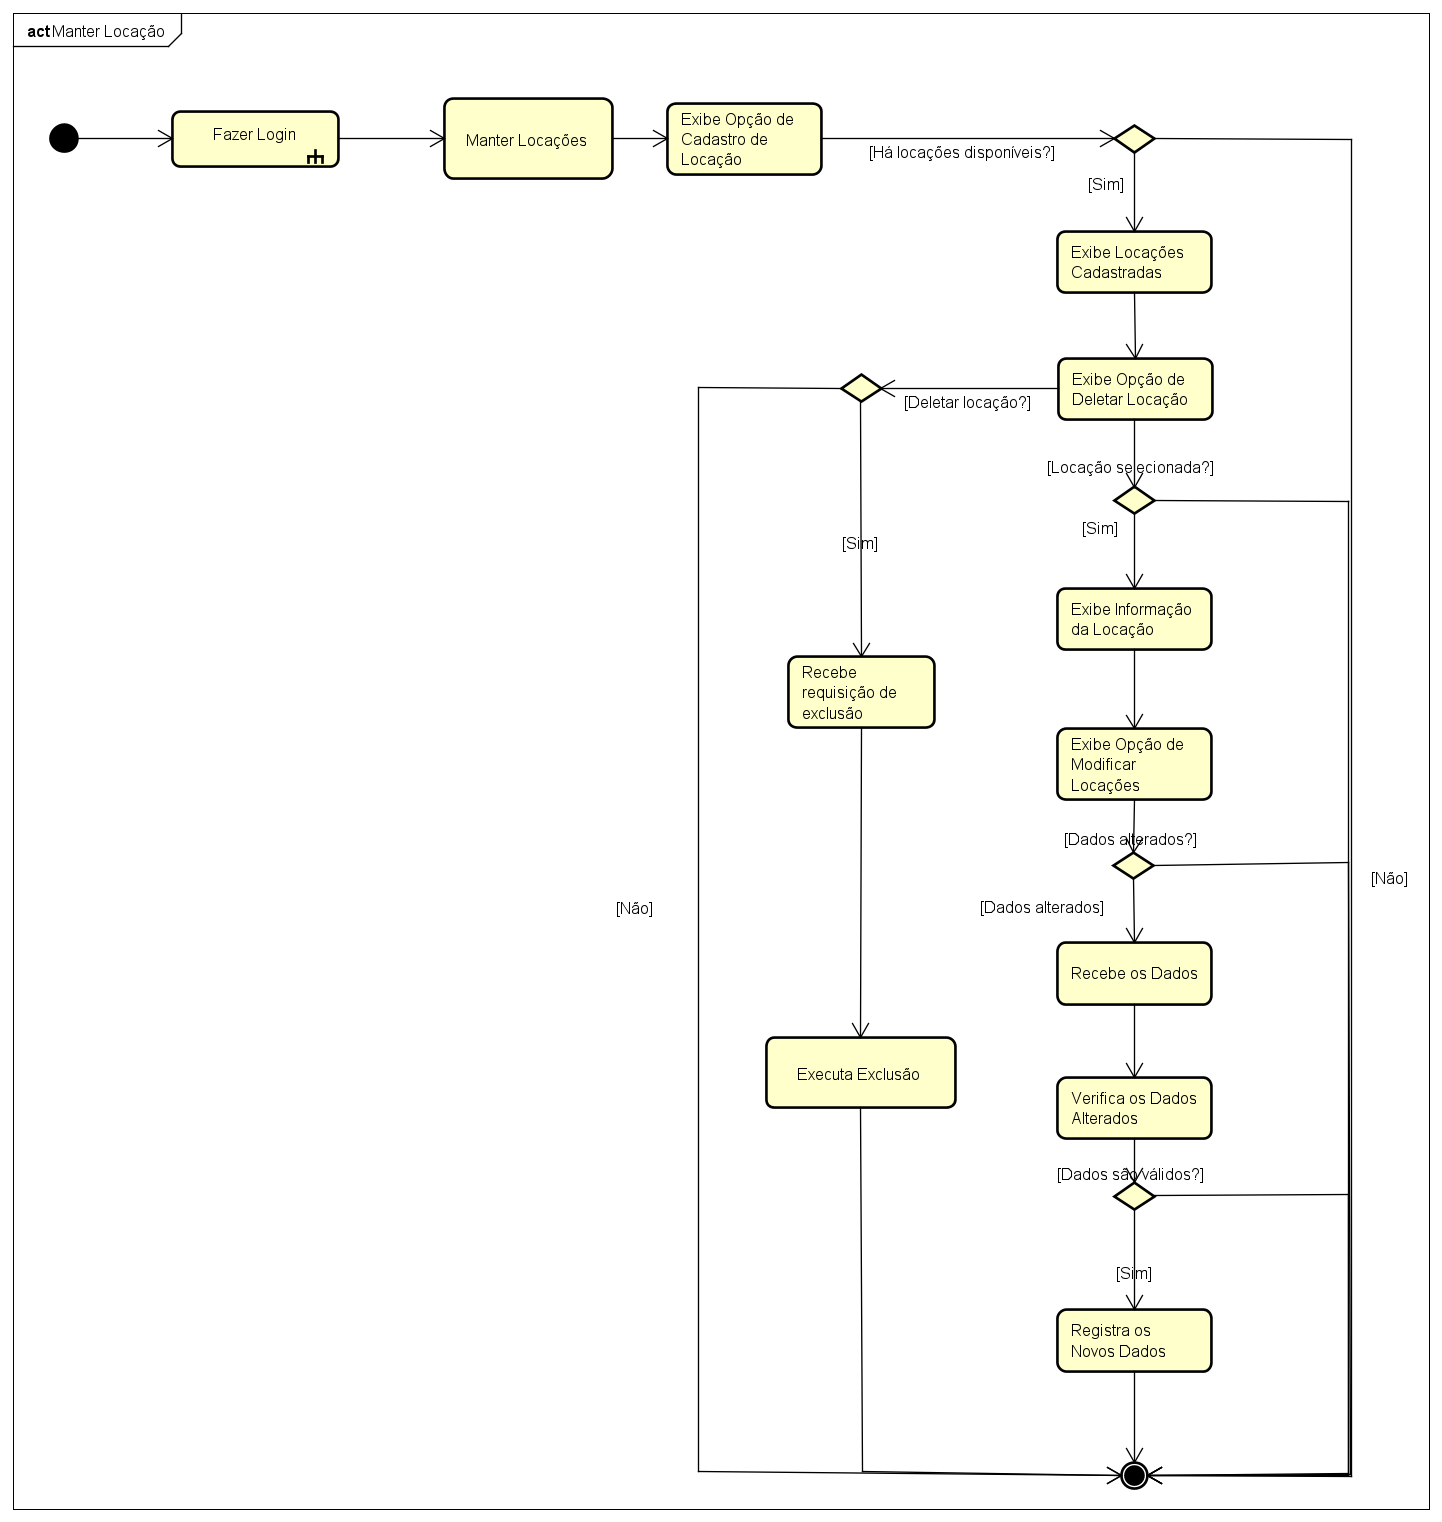 act Manter Locação
Fazer Login
Manter Locações
Exibe Opção de
Cadastro de
Locação
[Há locações disponíveis?]
[Sim]
Exibe Locações
Cadastradas
Exibe Opção de
Deletar Locação
[Deletar locação?]
[Locação selecionada?]
[Sim]
[Sim]
Exibe Informação
da Locação
Recebe
requisição de
exclusão
Exibe Opção de
Modificar
Locações
[Dados alterados?]
[Não]
[Dados alterados]
[Não]
Recebe os Dados
Executa Exclusão
Verifica os Dados
Alterados
[Dados são válidos?]
[Sim]
Registra os
Novos Dados